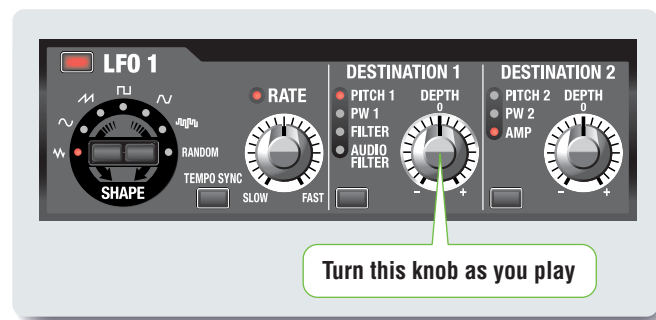 LFO 1
RATE
RANDOM
SHAPE
TEMPO SYNC
SLOW
FAST
DESTINATION 1
PITCH 1
PW 1
FILTER
AUDIO
FILTER
DEPTH
0
– +
DESTINATION 2
PITCH 2
PW 2
AMP
DEPTH
0
– +
Turn this knob as you play